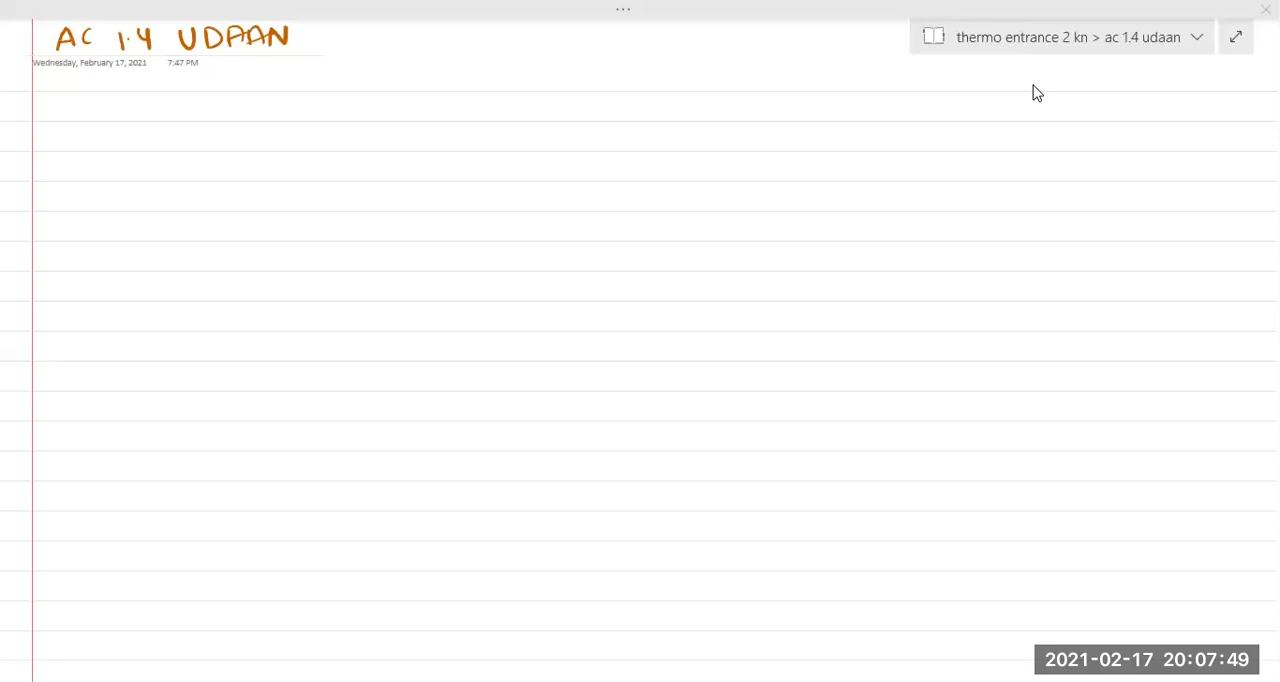 AC 1.4 UDAAN
thermo entrance 2 kn > ac 1.4 udaan
Wednesday, February 17, 2021 7:47 PM
2021-02-17 20:07:49